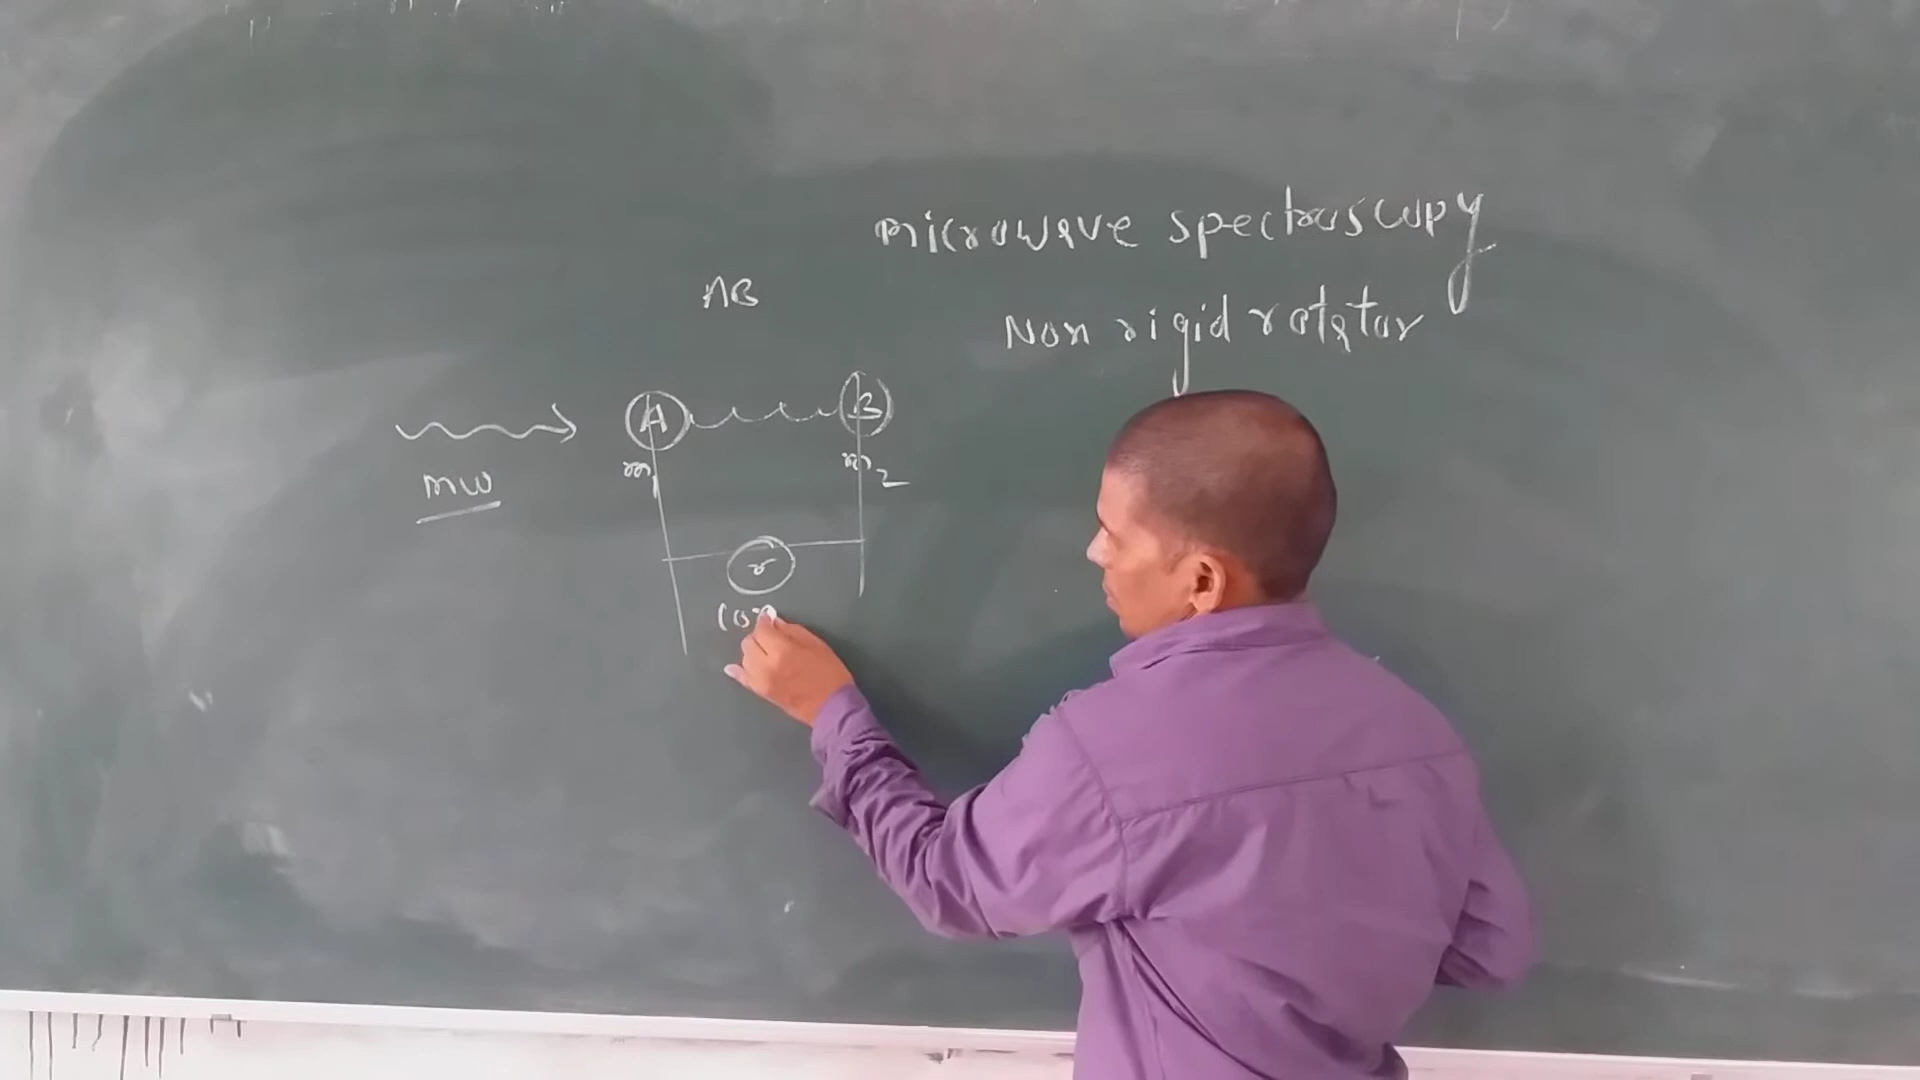 microwave spectroscopy
AB
Non rigid rotator
A B
m1 m2
MW
r